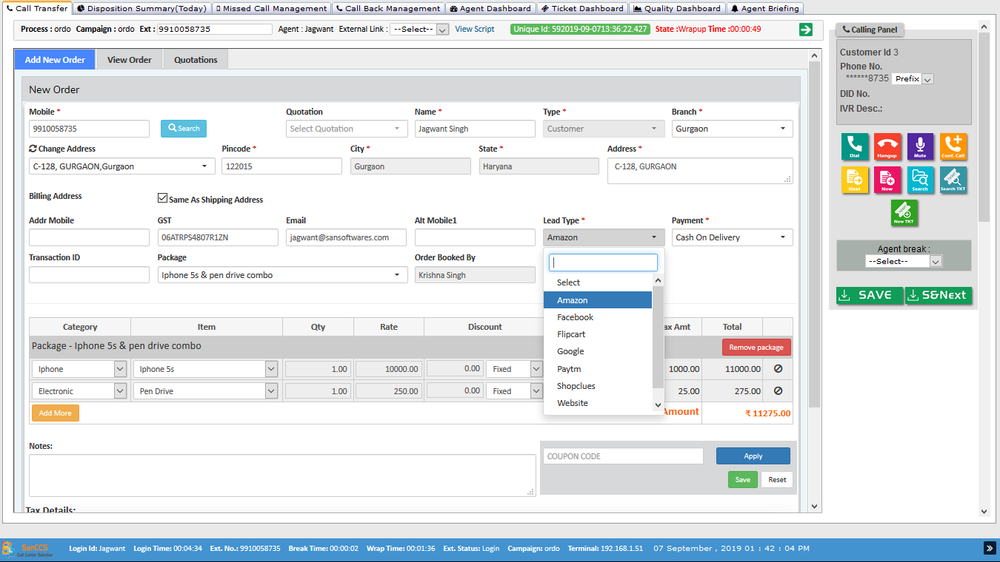 Call Transfer Disposition Summary(Today) Missed Call Management Call Back Management Agent Dashboard Ticket Dashboard Quality Dashboard Agent Briefing
Process : ordo Campaign : ordo Ext : 9910058735 Agent : Jagwant External Link : --Select-- View Script Unique Id: 592019-09-0713:36:22.427 State :Wrapup Time :00:00:49
Add New Order View Order Quotations
New Order
Mobile * Quotation Name * Type * Branch *
9910058735 Search Select Quotation Jagwant Singh Customer Gurgaon
Change Address Pincode * City * State * Address *
C-128, GURGAON,Gurgaon 122015 Gurgaon Haryana C-128, GURGAON
Billing Address Same As Shipping Address
Addr Mobile GST Email Alt Mobile1 Lead Type * Payment *
06ATRPS4807R1ZN jagwant@sansoftwares.com Amazon Cash On Delivery
Transaction ID Package Order Booked By
Iphone 5s & pen drive combo Krishna Singh
Select
Amazon
Facebook
Flipcart
Google
Paytm
Shopclues
Website
Category Item Qty Rate Discount ax Amt Total
Package - Iphone 5s & pen drive combo Remove package
Iphone Iphone 5s 1.00 10000.00 0.00 Fixed 1000.00 11000.00
Electronic Pen Drive 1.00 250.00 0.00 Fixed 25.00 275.00
Add More Amount ₹ 11275.00
Notes:
COUPON CODE Apply
Save Reset
Tax Details:
Calling Panel
Customer Id 3
Phone No.
******8735 Prefix
DID No.
IVR Desc.:
Dial Hangup Mute Conf. Call
Next New Search Search TKT
New TKT
Agent break :
--Select--
SAVE S&Next
SanCCS
Call Center Solution
Login Id: Jagwant Login Time: 00:04:34 Ext. No.: 9910058735 Break Time: 00:00:02 Wrap Time: 00:01:36 Ext. Status: Login Campaign: ordo Terminal: 192.168.1.51 07 September , 2019 01 : 42 : 04 PM